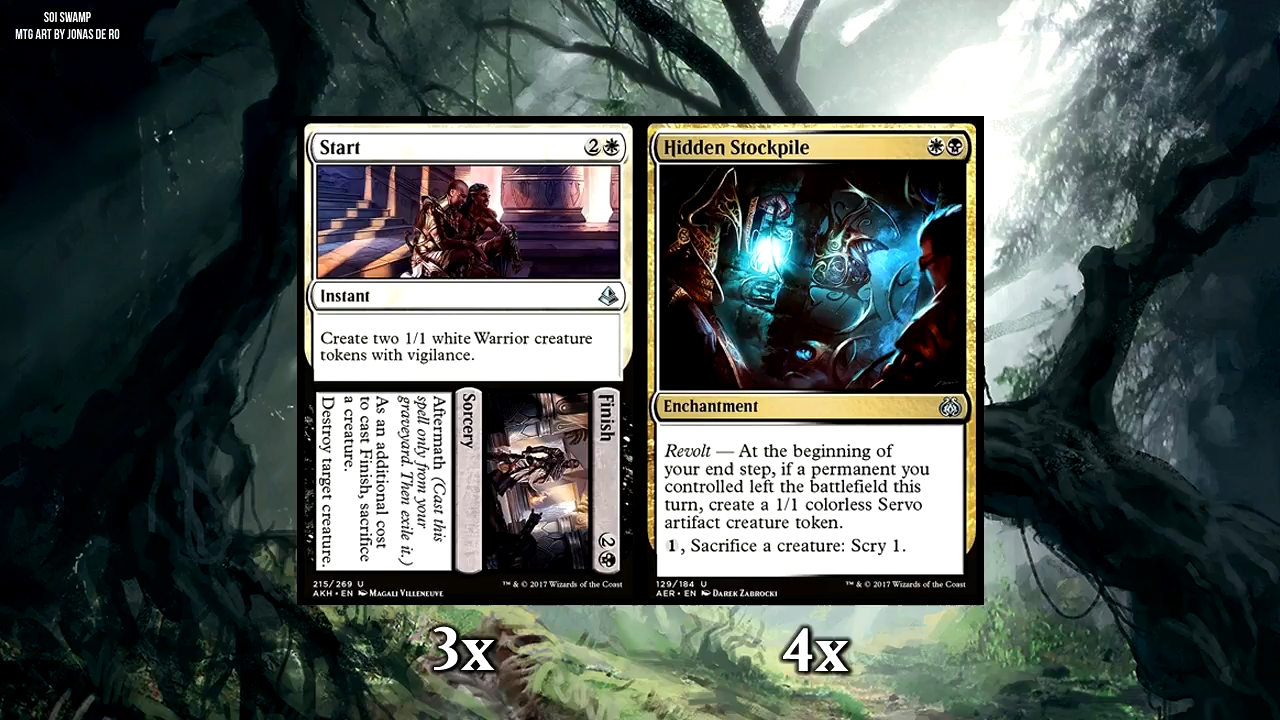 SOI SWAMP
MTG ART BY JONAS DE RO
Start 2
Instant
Create two 1/1 white Warrior creature
tokens with vigilance.
Finish 2
Sorcery
Aftermath (Cast this
spell only from your
graveyard. Then exile it.)
As an additional cost
to cast Finish, sacrifice
a creature.
Destroy target creature.
215/269 U
AKH • EN Magali Villeneuve
™ & © 2017 Wizards of the Coast
Hidden Stockpile
Enchantment
Revolt — At the beginning of
your end step, if a permanent you
controlled left the battlefield this
turn, create a 1/1 colorless Servo
artifact creature token.
1, Sacrifice a creature: Scry 1.
129/184 U
AER • EN Darek Zabrocki
™ & © 2017 Wizards of the Coast
3x
4x